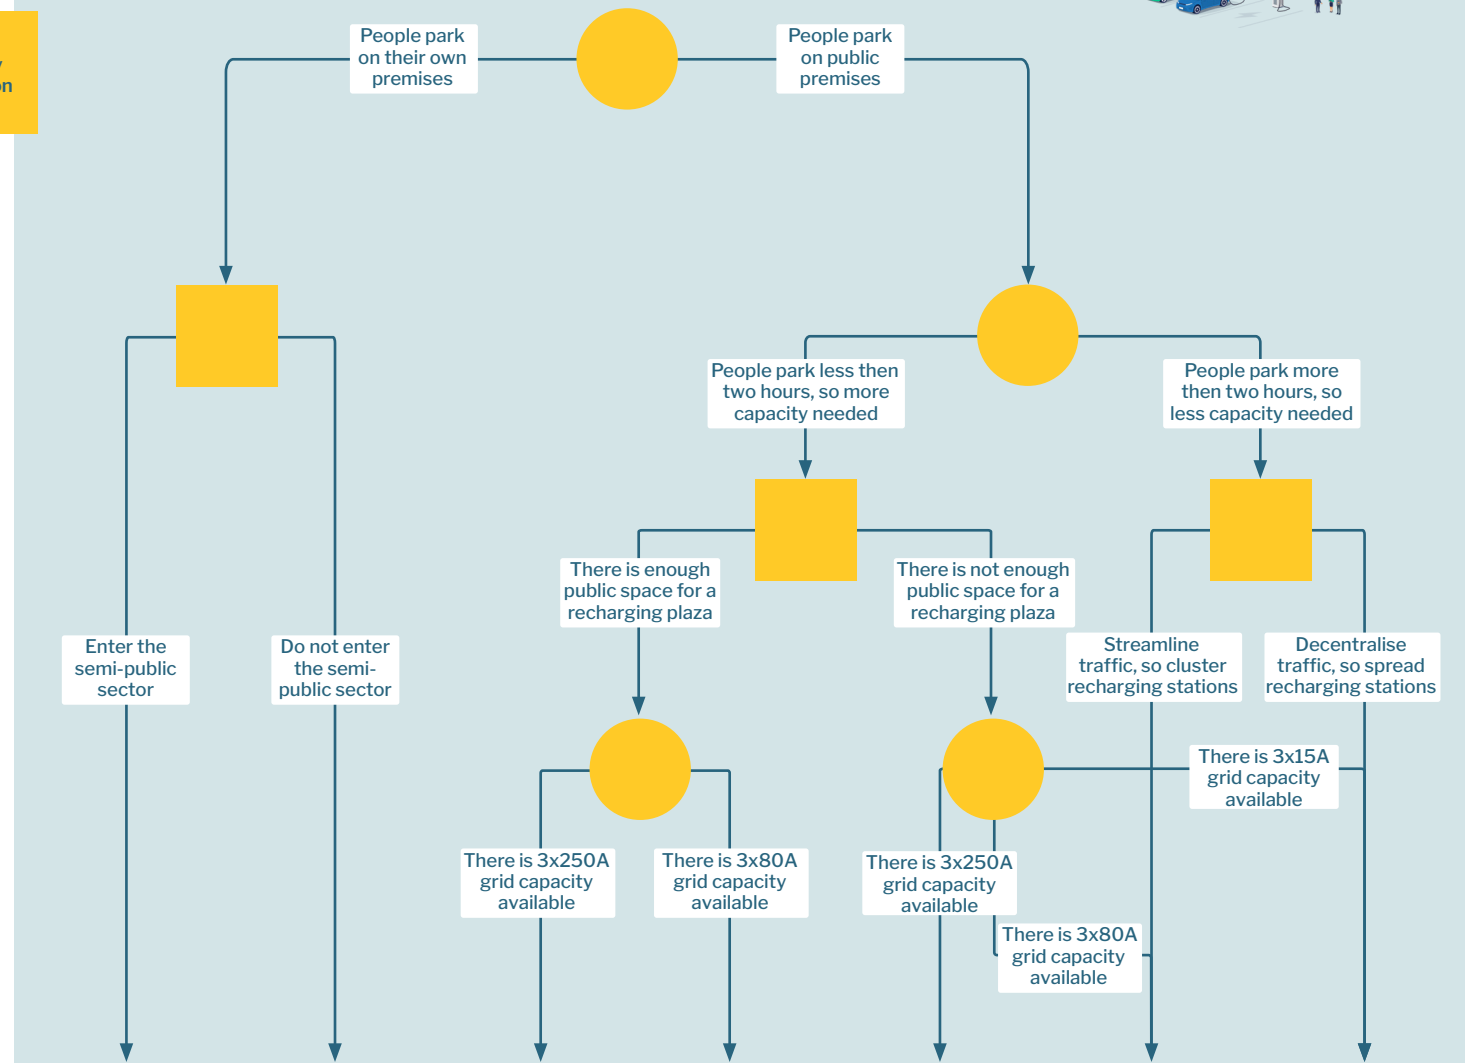 on
People park
on their own
premises
People park
on public
premises
People park less then
two hours, so more
capacity needed
People park more
then two hours, so
less capacity needed
There is enough
public space for a
recharging plaza
There is not enough
public space for a
recharging plaza
Enter the
semi-public
sector
Do not enter
the semi-
public sector
Streamline
traffic, so cluster
recharging stations
Decentralise
traffic, so spread
recharging stations
There is 3x15A
grid capacity
available
There is 3x250A
grid capacity
available
There is 3x80A
grid capacity
available
There is 3x250A
grid capacity
available
There is 3x80A
grid capacity
available